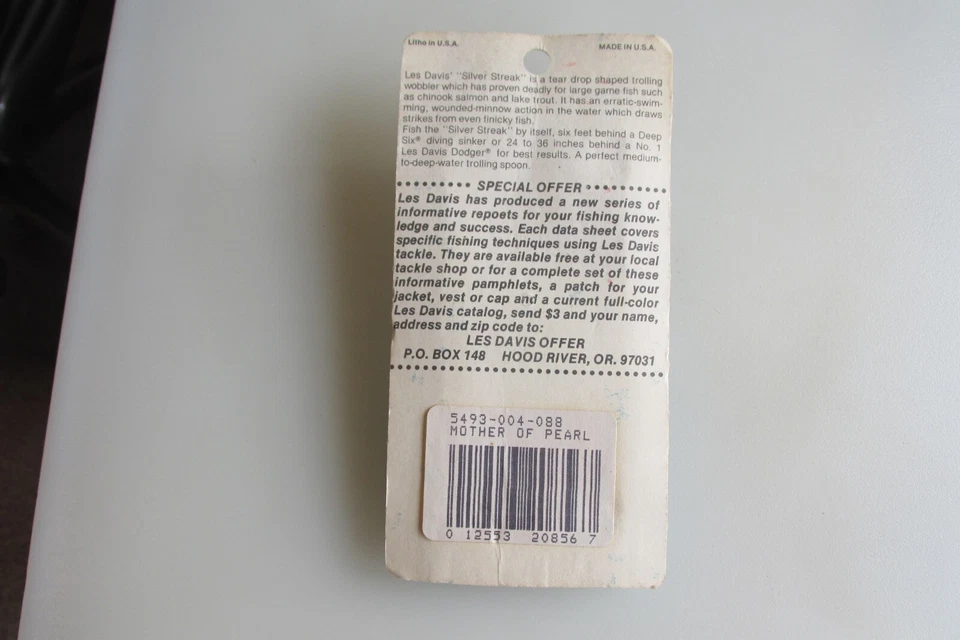 Litho in U.S.A. MADE IN U.S.A.
Les Davis' "Silver Streak" is a tear drop shaped trolling
wobbler which has proven deadly for large game fish such
as chinook salmon and lake trout. It has an erratic-swim-
ming, wounded-minnow action in the water which draws
strikes from even finicky fish.
Fish the "Silver Streak" by itself, six feet behind a Deep
Six® diving sinker or 24 to 36 inches behind a No. 1
Les Davis Dodger® for best results. A perfect medium-
to-deep-water trolling spoon.
SPECIAL OFFER
Les Davis has produced a new series of
informative repoets for your fishing know-
ledge and success. Each data sheet covers
specific fishing techniques using Les Davis
tackle. They are available free at your local
tackle shop or for a complete set of these
informative pamphlets, a patch for your
jacket, vest or cap and a current full-color
Les Davis catalog, send $3 and your name,
address and zip code to:
LES DAVIS OFFER
P.O. BOX 148 HOOD RIVER, OR. 97031
5493-004-088
MOTHER OF PEARL
0 12553 20856 7